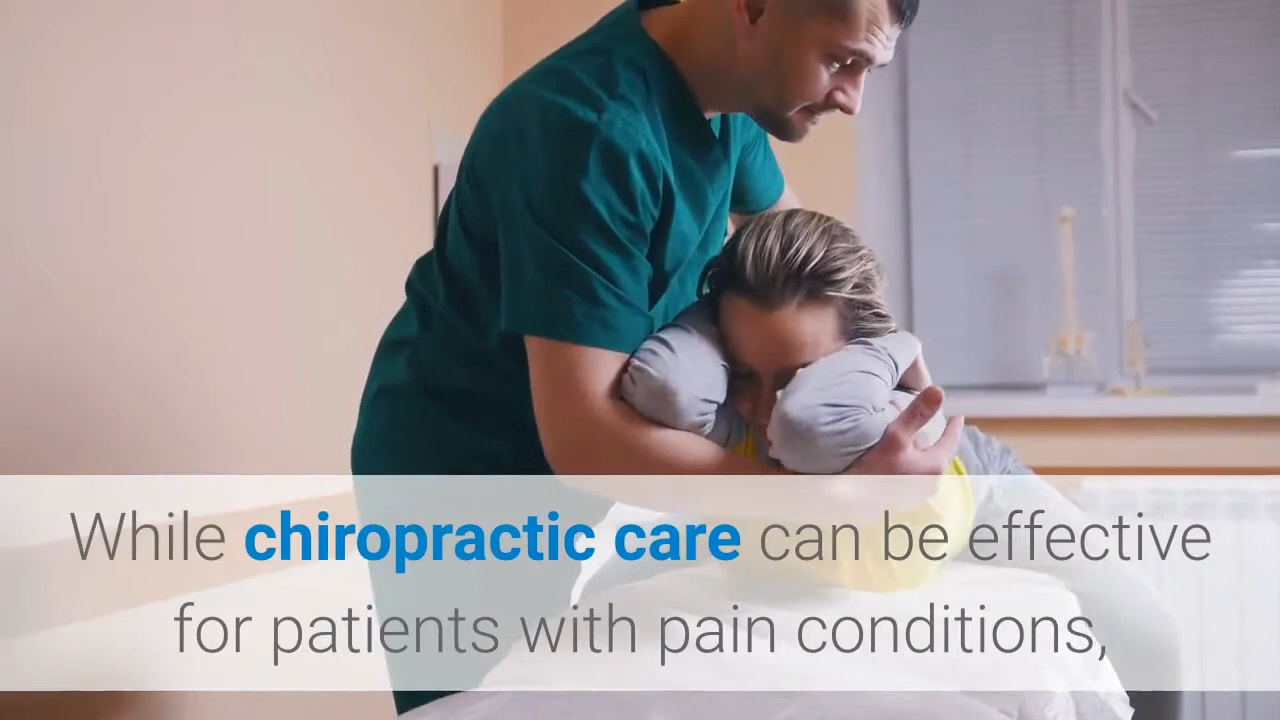 While chiropractic care can be effective
for patients with pain conditions,